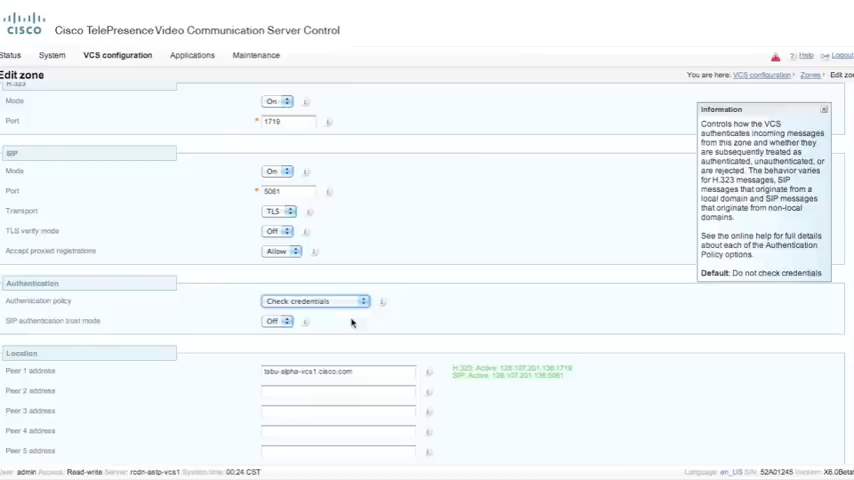 CISCO
Cisco TelePresence Video Communication Server Control
Status System VCS configuration Applications Maintenance Help Logout
Edit zone You are here: VCS configuration Zones Edit zon
H.323
Mode On
Port * 1719
SIP
Mode On
Port * 5061
Transport TLS
TLS verify mode Off
Accept proxied registrations Allow
Authentication
Authentication policy Check credentials
SIP authentication trust mode Off
Location
Peer 1 address tsbu-alpha-vcs1.cisco.com H.323: Active: 128.107.201.136:1719
SIP: Active: 128.107.201.136:5061
Peer 2 address
Peer 3 address
Peer 4 address
Peer 5 address
Information
Controls how the VCS
authenticates incoming messages
from this zone and whether they
are subsequently treated as
authenticated, unauthenticated, or
are rejected. The behavior varies
for H.323 messages, SIP
messages that originate from a
local domain and SIP messages
that originate from non-local
domains.
See the online help for full details
about each of the Authentication
Policy options.
Default: Do not check credentials
User: admin Access: Read-write Server: rcdn-astp-vcs1 System time: 00:24 CST Language: en_US S/N: 52A01245 Version: X6.0Beta